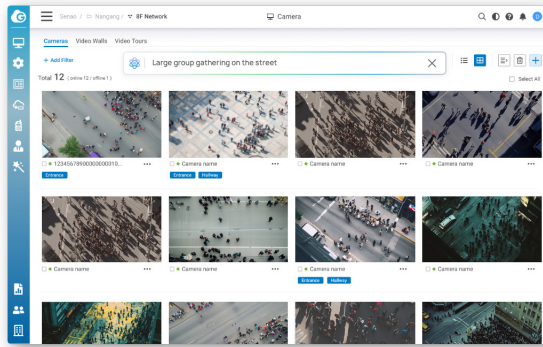 Senao / Nangang / 8F Network
Camera
Cameras Video Walls Video Tours
+ Add Filter
Large group gathering on the street
Total 12 ( online 12 / offline 1 )
Select All
12345678900000000010...
Camera name
Camera name
Camera name
Entrance
Entrance Hallway
Camera name
Camera name
Camera name
Camera name
Entrance Hallway